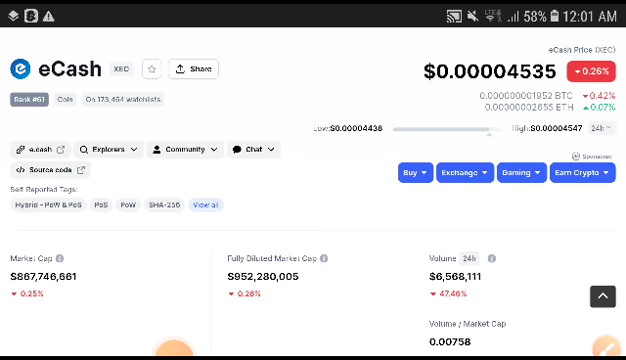 58% 12:01 AM
eCash Price (XEC)
eCash XEC Share
$0.00004535 0.26%
Rank #61 Coin On 173,464 watchlists
0.000000001952 BTC 0.42%
0.00000002655 ETH 0.07%
Low:$0.00004438 High:$0.00004547 24h
e.cash Explorers Community Chat
Sponsored
Source code
Buy Exchange Gaming Earn Crypto
Self Reported Tags:
Hybrid - PoW & PoS PoS PoW SHA-256 View all
Market Cap Fully Diluted Market Cap Volume 24h
$867,746,661 $952,280,005 $6,568,111
0.25% 0.26% 47.46%
Volume / Market Cap
0.00758